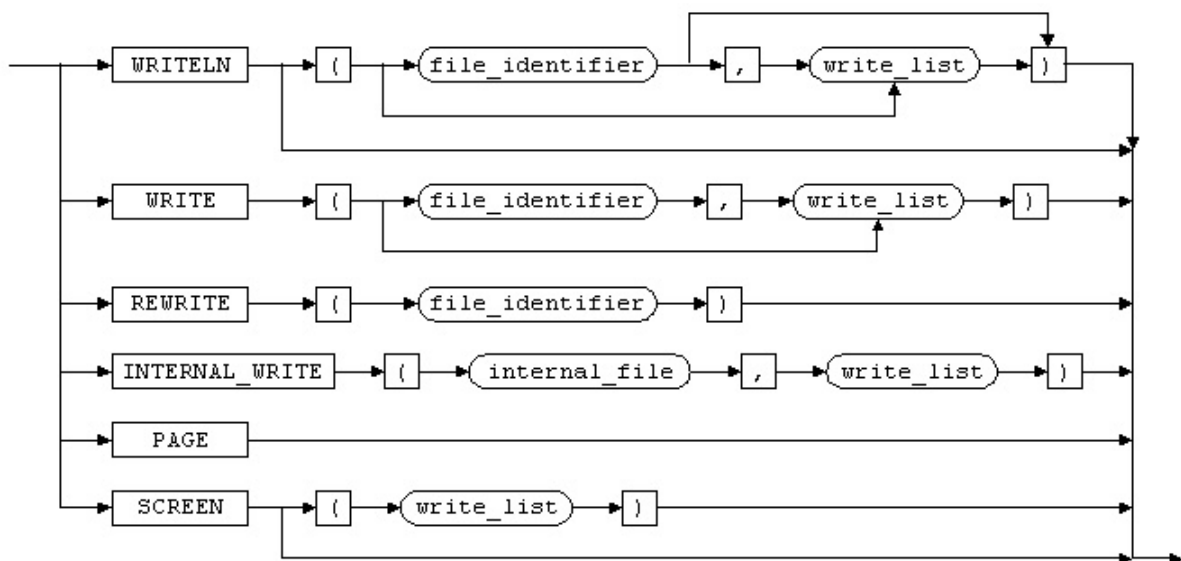 WRITELN ( file_identifier , write_list )
WRITE ( file_identifier , write_list )
REWRITE ( file_identifier )
INTERNAL_WRITE ( internal_file , write_list )
PAGE
SCREEN ( write_list )